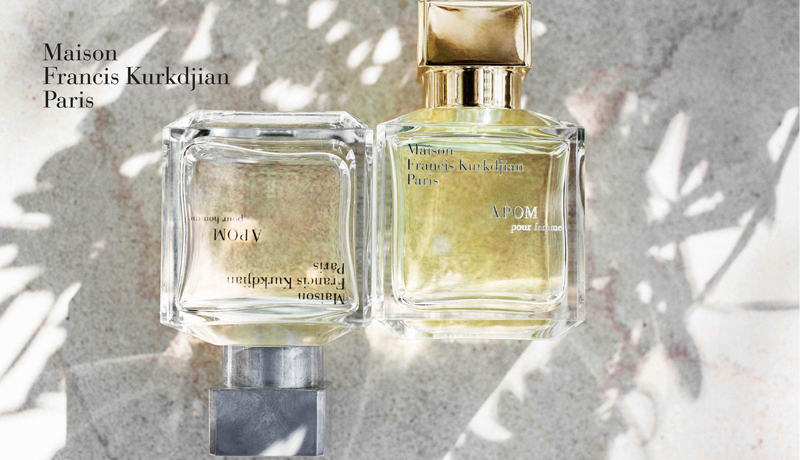 Maison
Francis Kurkdjian
Paris
Maison
Francis Kurkdjian
Paris
APOM
pour femme
Maison
Francis Kurkdjian
Paris
APOM
pour homme